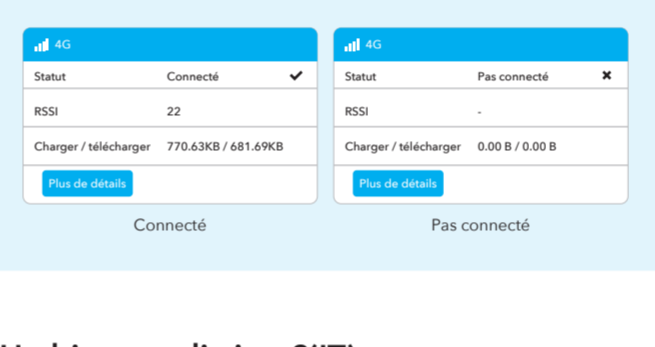 4G
Statut Connecté ✔
RSSI 22
Charger / télécharger 770.63KB / 681.69KB
Plus de détails
Connecté
4G
Statut Pas connecté ✖
RSSI -
Charger / télécharger 0.00 B / 0.00 B
Plus de détails
Pas connecté